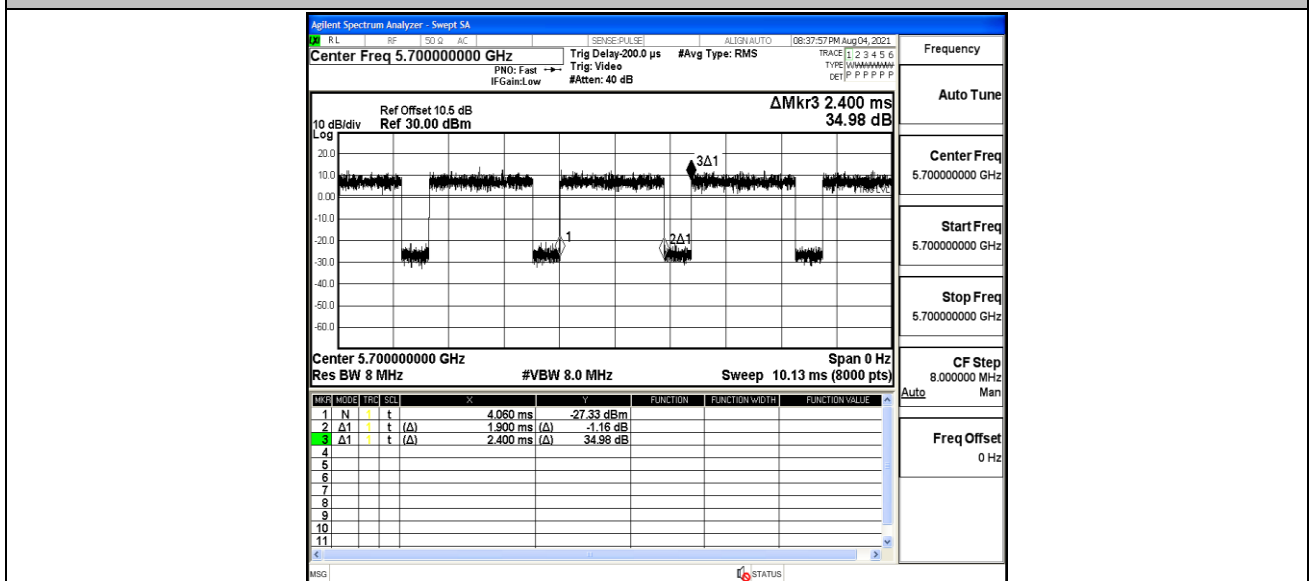 Agilent Spectrum Analyzer - Swept SA
RL RF 50 Ω AC SENSE:PULSE ALIGN AUTO 08:37:57 PM Aug 04, 2021
Center Freq 5.700000000 GHz
PNO: Fast
IFGain:Low
Trig Delay-200.0 µs
Trig: Video
#Atten: 40 dB
#Avg Type: RMS
TRACE 1 2 3 4 5 6
TYPE W
DET P P P P P P
ΔMkr3 2.400 ms
34.98 dB
Ref Offset 10.5 dB
10 dB/div Ref 30.00 dBm
Log
20.0
10.0
0.00
-10.0
-20.0
-30.0
-40.0
-50.0
-60.0
3Δ1
TRIG LVL
1
2Δ1
Center 5.700000000 GHz Span 0 Hz
Res BW 8 MHz #VBW 8.0 MHz Sweep 10.13 ms (8000 pts)
MKR MODE TRC SCL X Y FUNCTION FUNCTION WIDTH FUNCTION VALUE
1 N 1 t 4.060 ms -27.33 dBm
2 Δ1 1 t (Δ) 1.900 ms (Δ) -1.16 dB
3 Δ1 1 t (Δ) 2.400 ms (Δ) 34.98 dB
4
5
6
7
8
9
10
11
MSG STATUS
Frequency
Auto Tune
Center Freq
5.700000000 GHz
Start Freq
5.700000000 GHz
Stop Freq
5.700000000 GHz
CF Step
8.000000 MHz
Auto Man
Freq Offset
0 Hz